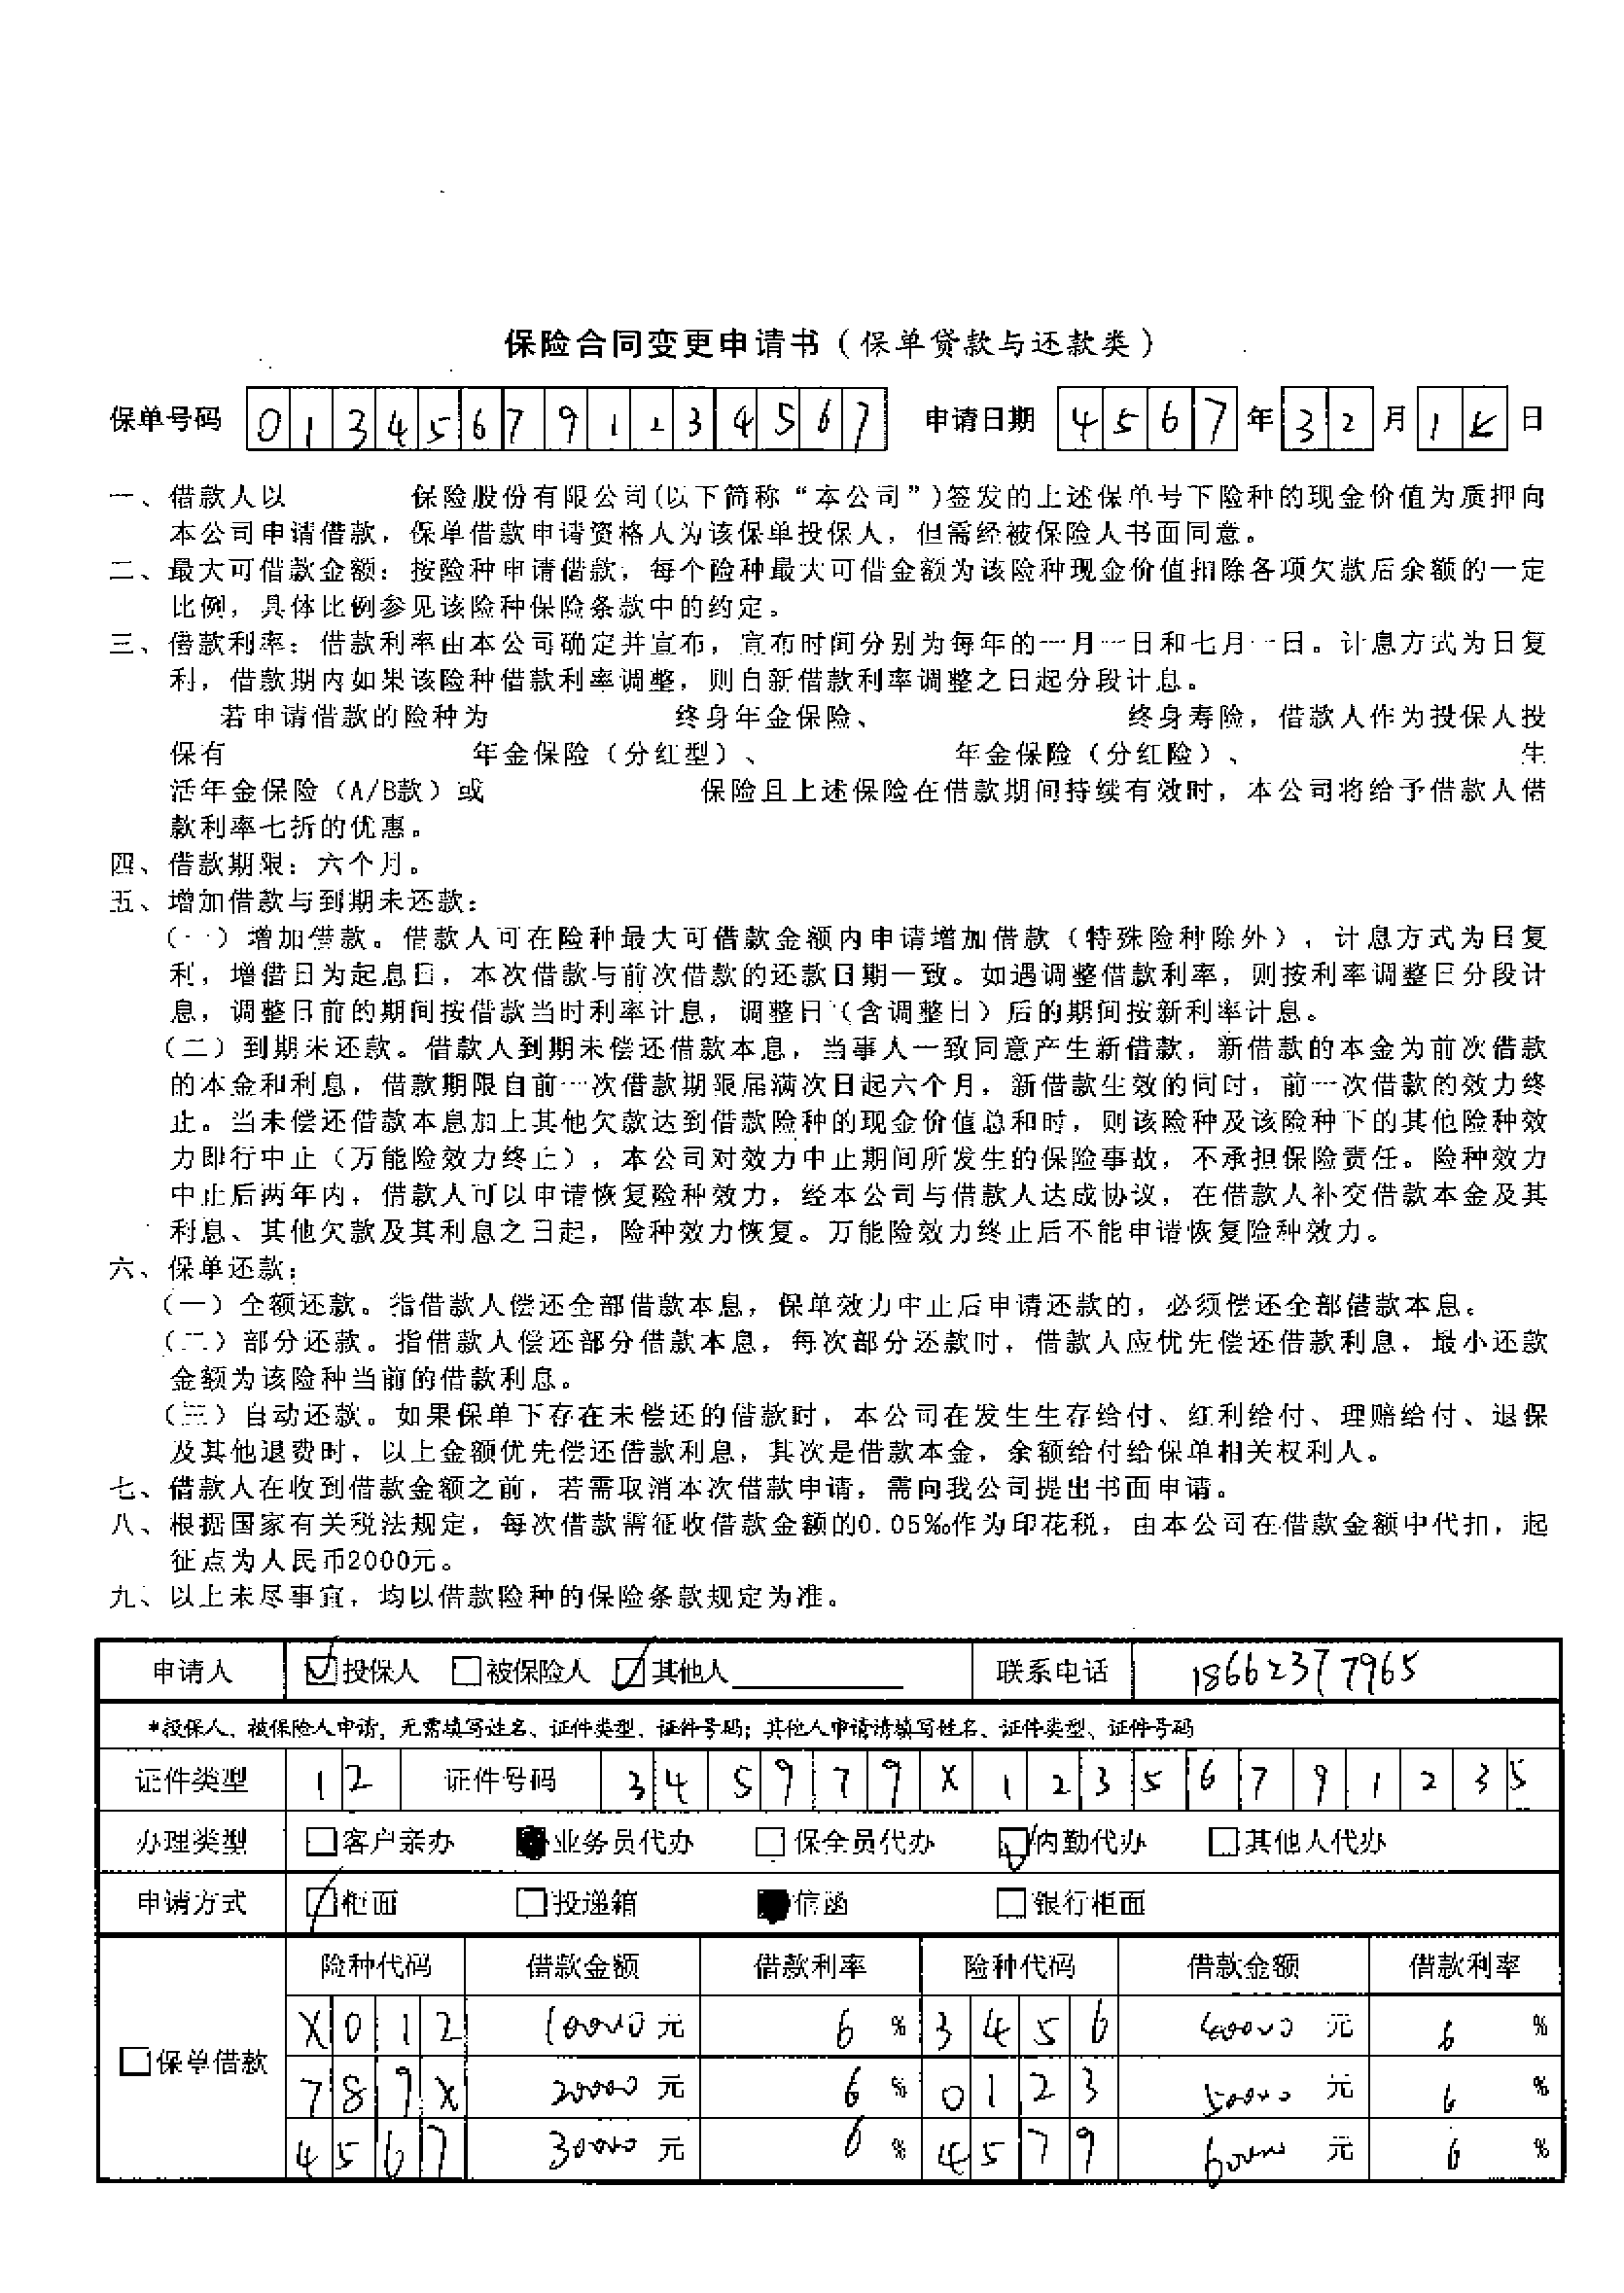 保险合同变更申请书（保单贷款与还款类）
保单号码 013456791234567 申请日期 4567年32月1 日
一、借款人以 保险股份有限公司(以下简称“本公司”)签发的上述保单号下险种的现金价值为质押向
本公司申请借款，保单借款申请资格人为该保单投保人，但需经被保险人书面同意。
二、最大可借款金额：按险种申请借款，每个险种最大可借金额为该险种现金价值扣除各项欠款后余额的一定
比例，具体比例参见该险种保险条款中的约定。
三、借款利率：借款利率由本公司确定并宣布，宣布时间分别为每年的一月一日和七月一日。计息方式为日复
利，借款期内如果该险种借款利率调整，则自新借款利率调整之日起分段计息。
若申请借款的险种为 终身年金保险、 终身寿险，借款人作为投保人投
保有 年金保险（分红型）、 年金保险（分红险）、 生
活年金保险（A/B款）或 保险且上述保险在借款期间持续有效时，本公司将给予借款人借
款利率七折的优惠。
四、借款期限：六个月。
五、增加借款与到期未还款：
（一）增加借款。借款人可在险种最大可借款金额内申请增加借款（特殊险种除外），计息方式为日复
利，增借日为起息日，本次借款与前次借款的还款日期一致。如遇调整借款利率，则按利率调整日分段计
息，调整日前的期间按借款当时利率计息，调整日（含调整日）后的期间按新利率计息。
（二）到期未还款。借款人到期未偿还借款本息，当事人一致同意产生新借款，新借款的本金为前次借款
的本金和利息，借款期限自前一次借款期限届满次日起六个月，新借款生效的同时，前一次借款的效力终
止。当未偿还借款本息加上其他欠款达到借款险种的现金价值总和时，则该险种及该险种下的其他险种效
力即行中止（万能险效力终止），本公司对效力中止期间所发生的保险事故，不承担保险责任。险种效力
中止后两年内，借款人可以申请恢复险种效力，经本公司与借款人达成协议，在借款人补交借款本金及其
利息、其他欠款及其利息之日起，险种效力恢复。万能险效力终止后不能申请恢复险种效力。
六、保单还款：
（一）全额还款。指借款人偿还全部借款本息，保单效力中止后申请还款的，必须偿还全部借款本息。
（二）部分还款。指借款人偿还部分借款本息，每次部分还款时，借款人应优先偿还借款利息，最小还款
金额为该险种当前的借款利息。
（三）自动还款。如果保单下存在未偿还的借款时，本公司在发生生存给付、红利给付、理赔给付、退保
及其他退费时，以上金额优先偿还借款利息，其次是借款本金，余额给付给保单相关权利人。
七、借款人在收到借款金额之前，若需取消本次借款申请，需向我公司提出书面申请。
八、根据国家有关税法规定，每次借款需征收借款金额的0.05‰作为印花税，由本公司在借款金额中代扣，起
征点为人民币2000元。
九、以上未尽事宜，均以借款险种的保险条款规定为准。
申请人 ☑投保人 □被保险人 ☑其他人 联系电话 18662377965
*投保人、被保险人申请，无需填写姓名、证件类型、证件号码；其他人申请请填写姓名、证件类型、证件号码
证件类型 12 证件号码 345979X12356791235
办理类型 □客户亲办 ■业务员代办 □保全员代办 ☑内勤代办 □其他人代办
申请方式 ☑柜面 □投递箱 ■信函 □银行柜面
险种代码 借款金额 借款利率 险种代码 借款金额 借款利率
X012 10000元 6% 3456 40000元 6%
□保单借款
789X 20000元 6% 0123 50000元 6%
4567 30000元 6% 4579 60000元 6%